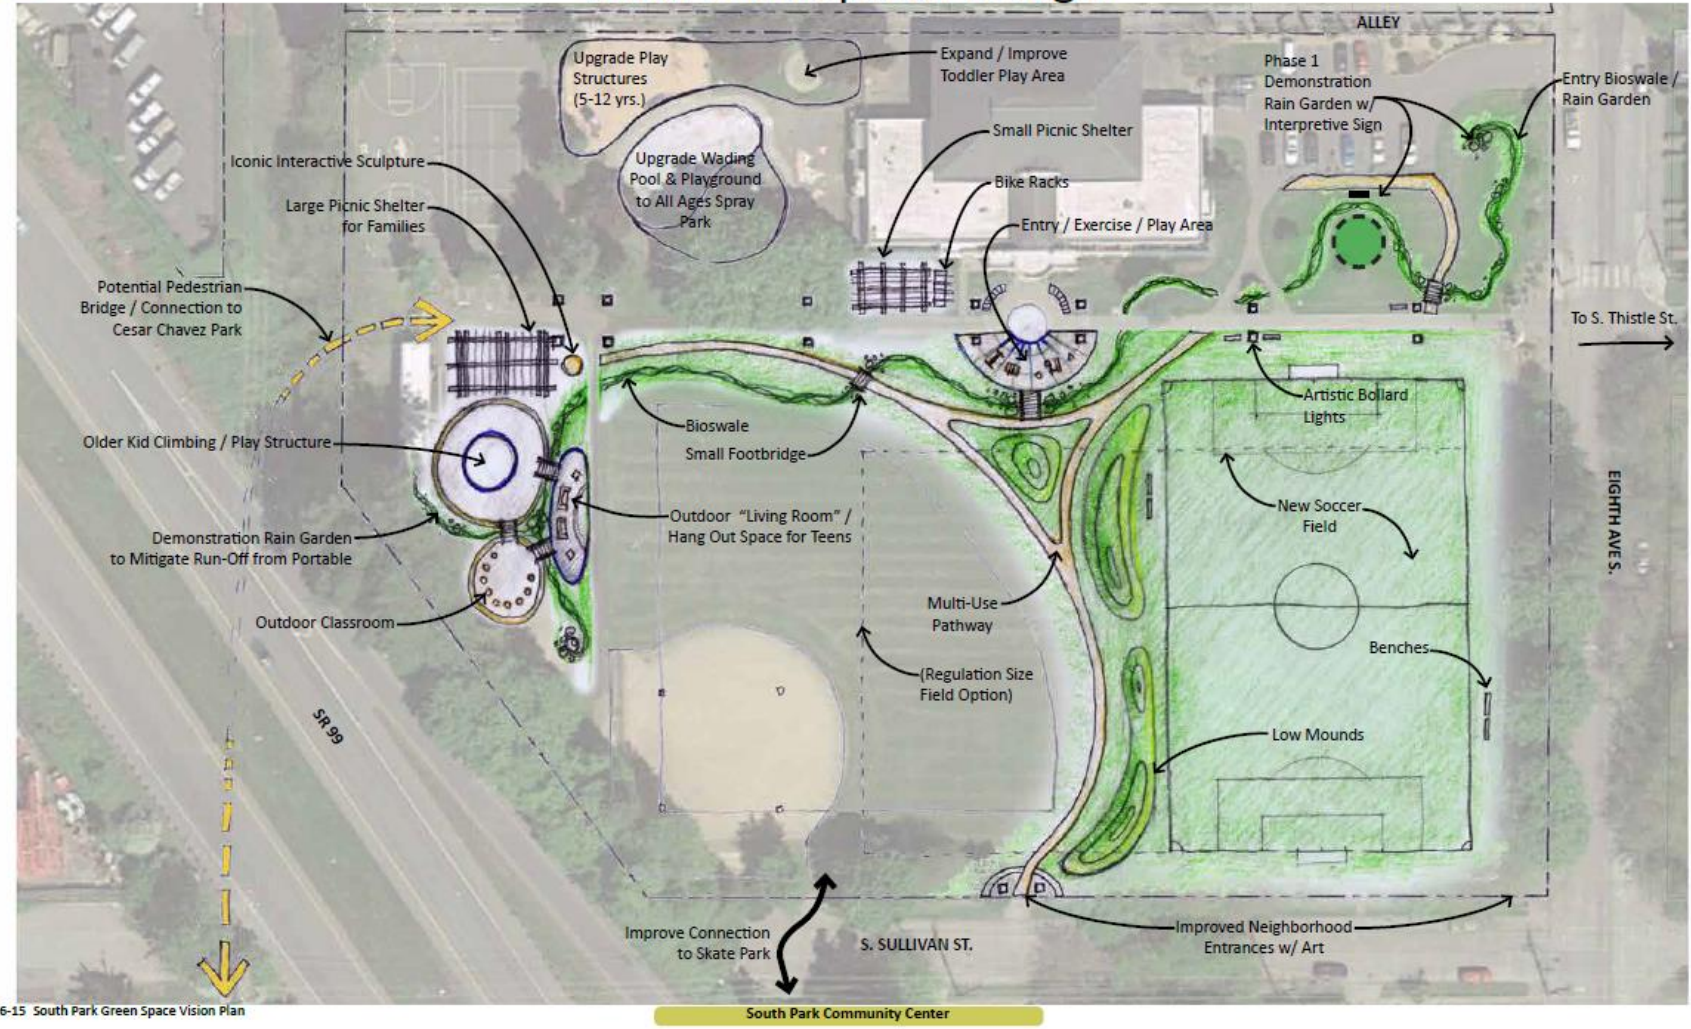 ALLEY
Upgrade Play
Structures
(5-12 yrs.)
Expand / Improve
Toddler Play Area
Phase 1
Demonstration
Rain Garden w/
Interpretive Sign
Entry Bioswale /
Rain Garden
Small Picnic Shelter
Iconic Interactive Sculpture
Upgrade Wading
Pool & Playground
to All Ages Spray
Park
Bike Racks
Large Picnic Shelter
for Families
Entry / Exercise / Play Area
Potential Pedestrian
Bridge / Connection to
Cesar Chavez Park
To S. Thistle St.
Artistic Bollard
Lights
Bioswale
Older Kid Climbing / Play Structure
Small Footbridge
EIGHTH AVE S.
New Soccer
Field
Outdoor "Living Room" /
Hang Out Space for Teens
Demonstration Rain Garden
to Mitigate Run-Off from Portable
Multi-Use
Pathway
Outdoor Classroom
Benches
(Regulation Size
Field Option)
SR 99
Low Mounds
Improve Connection
to Skate Park
S. SULLIVAN ST.
Improved Neighborhood
Entrances w/ Art
6-15 South Park Green Space Vision Plan
South Park Community Center